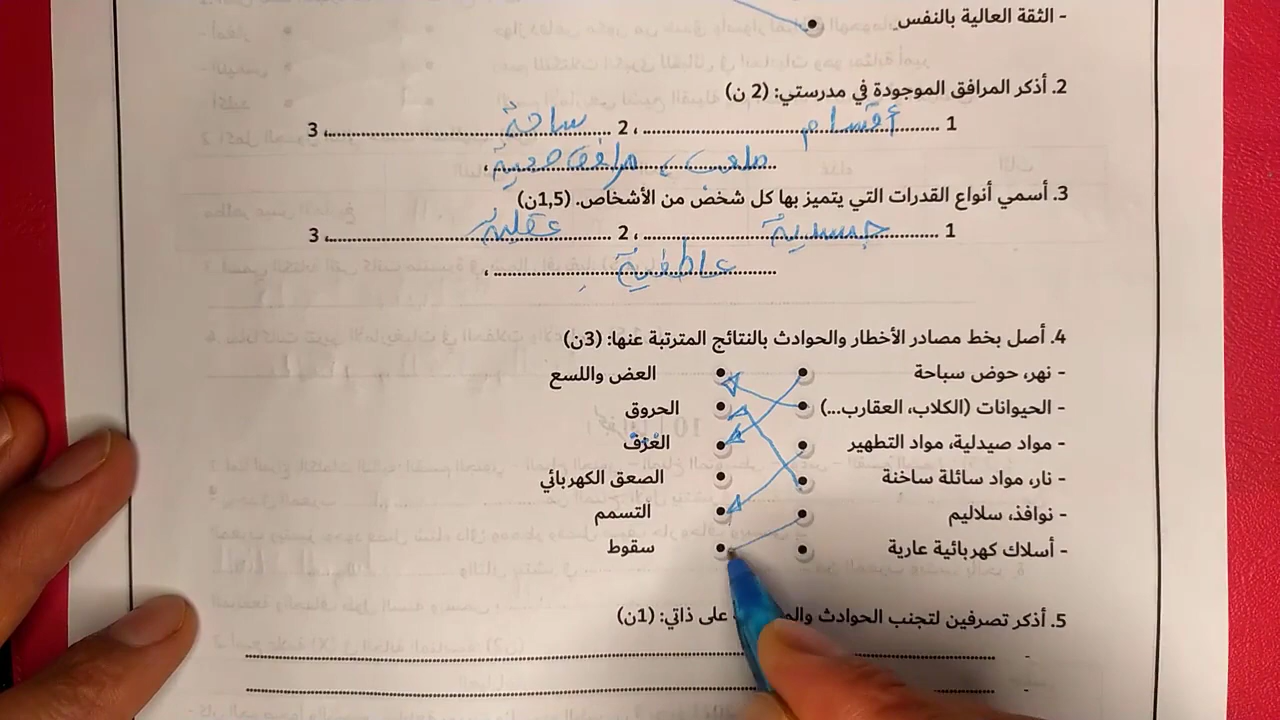 - الثقة العالية بالنفس
2. أذكر المرافق الموجودة في مدرستي: (2 ن)
1 أقسام ، 2 ساحة ، 3
ملعب ، مرافق صحية ،
3. أسمي أنواع القدرات التي يتميز بها كل شخص من الأشخاص. (1,5ن)
1 جسدية ، 2 عقلية ، 3
عاطفية ،
4. أصل بخط مصادر الأخطار والحوادث بالنتائج المترتبة عنها: (3ن)
- نهر، حوض سباحة • • العض واللسع
- الحيوانات (الكلاب، العقارب...) • • الحروق
- مواد صيدلية، مواد التطهير • • الغرق
- نار، مواد سائلة ساخنة • • الصعق الكهربائي
- نوافذ، سلاليم • • التسمم
- أسلاك كهربائية عارية • • سقوط
5. أذكر تصرفين لتجنب الحوادث على ذاتي: (1ن)
-
-